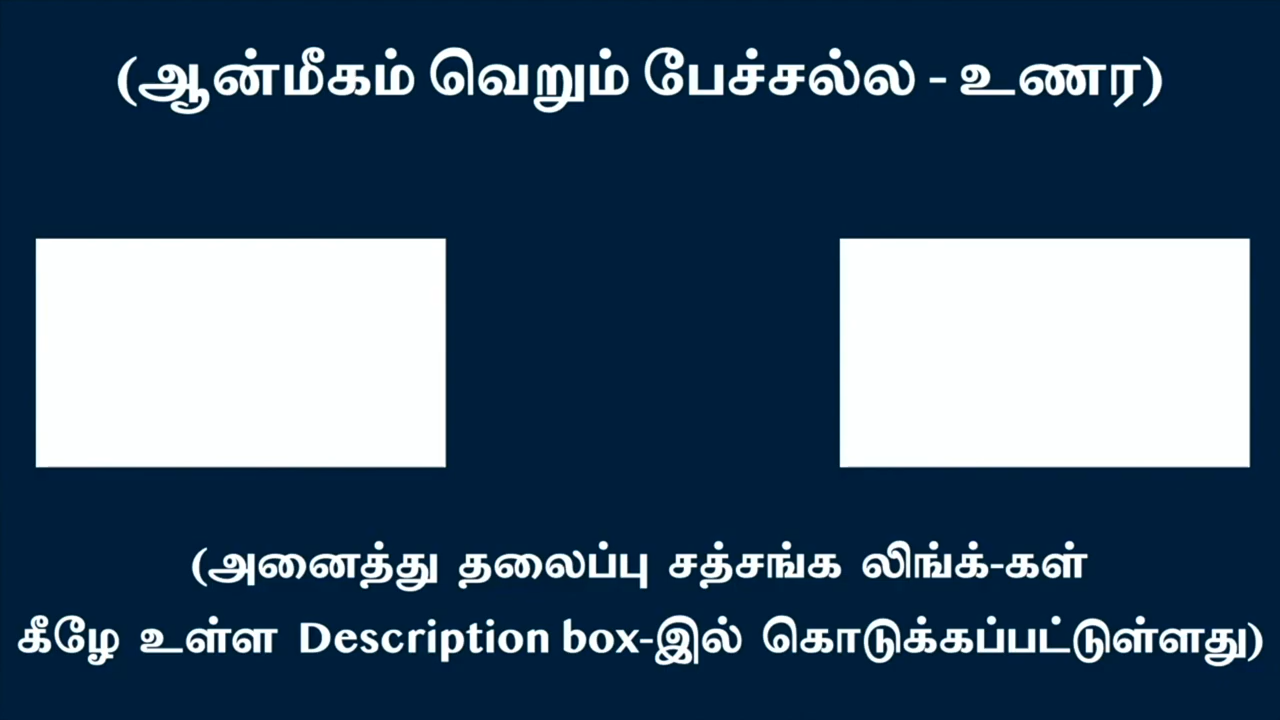 (ஆன்மீகம் வெறும் பேச்சல்ல - உணர)
(அனைத்து தலைப்பு சத்சங்க லிங்க்-கள்
கீழே உள்ள Description box-இல் கொடுக்கப்பட்டுள்ளது)